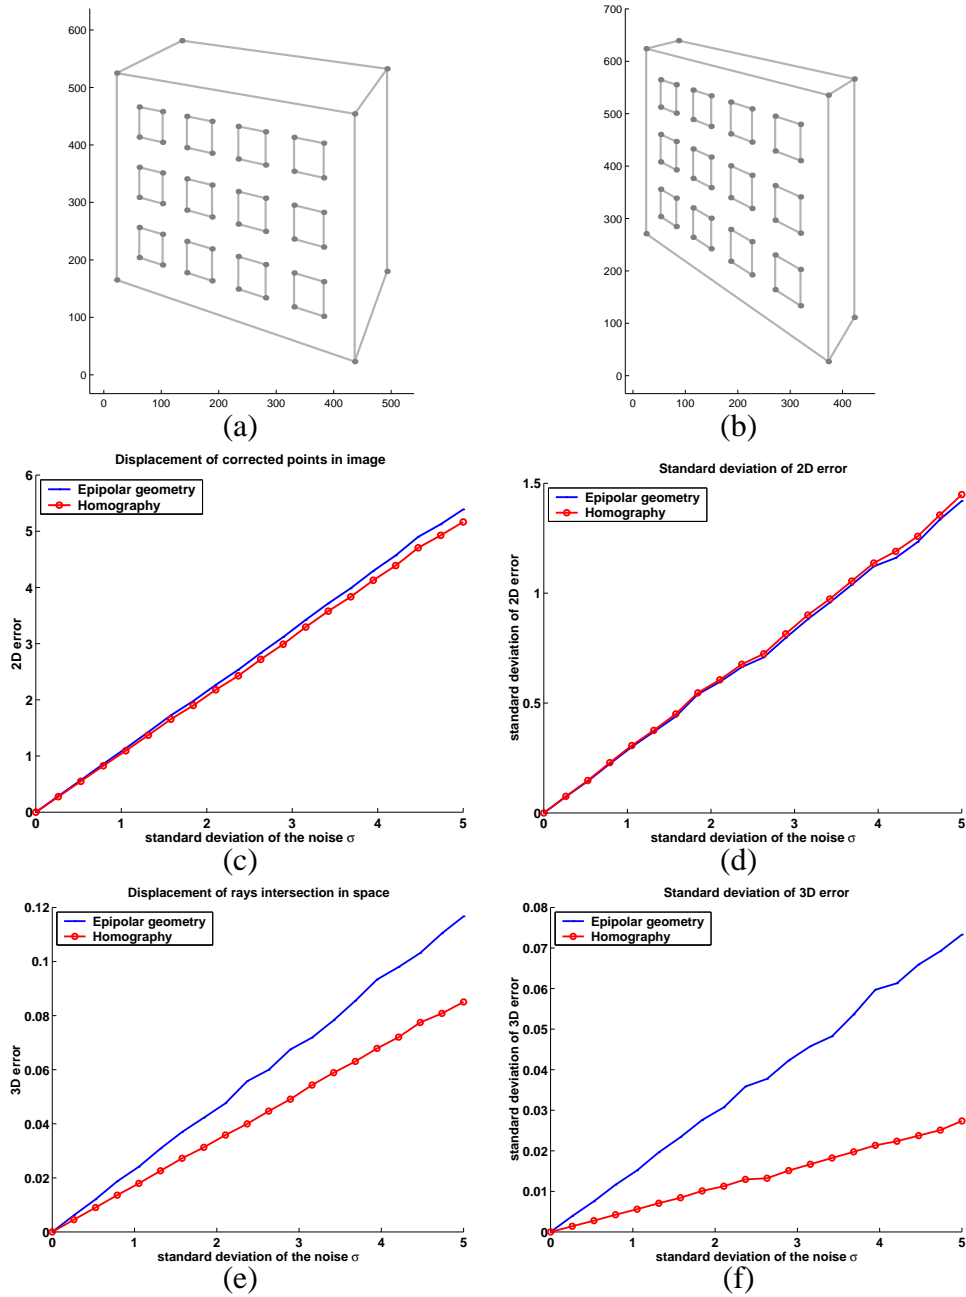 600
500
400
300
200
100
0
0 100 200 300 400 500
(a)
700
600
500
400
300
200
100
0
0 100 200 300 400
(b)
Displacement of corrected points in image
6
5
4
3
2
1
0
2D error
Epipolar geometry
Homography
0 1 2 3 4 5
standard deviation of the noise σ
(c)
Standard deviation of 2D error
1.5
1
0.5
0
standard deviation of 2D error
Epipolar geometry
Homography
0 1 2 3 4 5
standard deviation of the noise σ
(d)
Displacement of rays intersection in space
0.12
0.1
0.08
0.06
0.04
0.02
0
3D error
Epipolar geometry
Homography
0 1 2 3 4 5
standard deviation of the noise σ
(e)
Standard deviation of 3D error
0.08
0.07
0.06
0.05
0.04
0.03
0.02
0.01
0
standard deviation of 3D error
Epipolar geometry
Homography
0 1 2 3 4 5
standard deviation of the noise σ
(f)